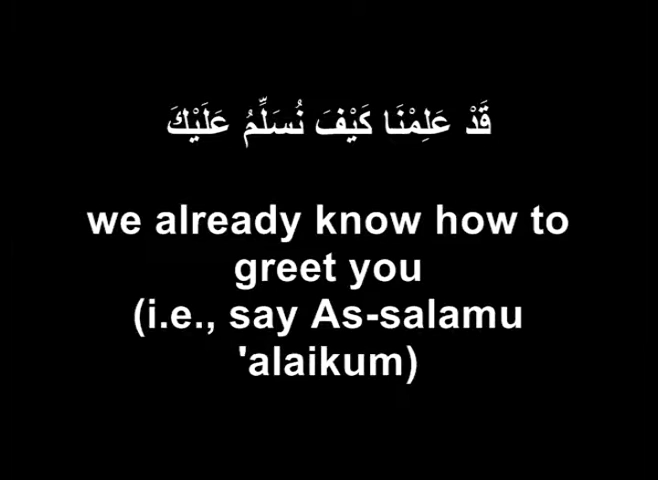 قَدْ عَلِمْنَا كَيْفَ نُسَلِّمُ عَلَيْكَ
we already know how to
greet you
(i.e., say As-salamu
'alaikum)